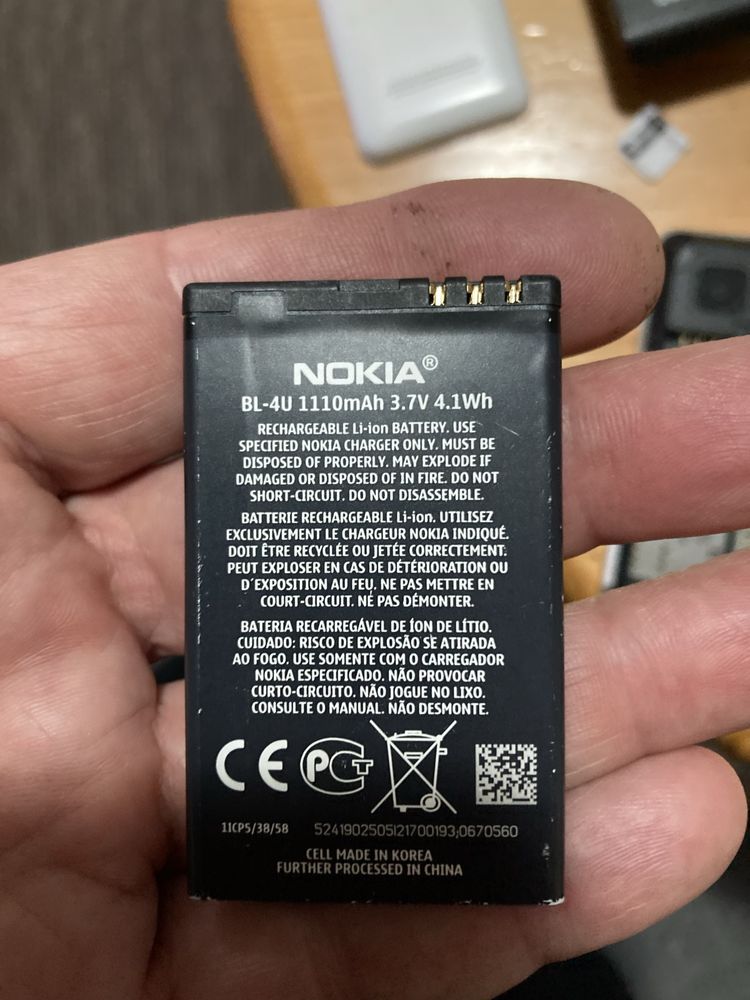 NOKIA®
BL-4U 1110mAh 3.7V 4.1Wh
RECHARGEABLE Li-ion BATTERY. USE
SPECIFIED NOKIA CHARGER ONLY. MUST BE
DISPOSED OF PROPERLY. MAY EXPLODE IF
DAMAGED OR DISPOSED OF IN FIRE. DO NOT
SHORT-CIRCUIT. DO NOT DISASSEMBLE.
BATTERIE RECHARGEABLE Li-ion. UTILISEZ
EXCLUSIVEMENT LE CHARGEUR NOKIA INDIQUÉ.
DOIT ÊTRE RECYCLÉE OU JETÉE CORRECTEMENT.
PEUT EXPLOSER EN CAS DE DÉTÉRIORATION OU
D'EXPOSITION AU FEU. NE PAS METTRE EN
COURT-CIRCUIT. NE PAS DÉMONTER.
BATERIA RECARREGÁVEL DE ÍON DE LÍTIO.
CUIDADO: RISCO DE EXPLOSÃO SE ATIRADA
AO FOGO. USE SOMENTE COM O CARREGADOR
NOKIA ESPECIFICADO. NÃO PROVOCAR
CURTO-CIRCUITO. NÃO JOGUE NO LIXO.
CONSULTE O MANUAL. NÃO DESMONTE.
CE PCT
1ICP5/38/58 5241902505I21700193;0670560
CELL MADE IN KOREA
FURTHER PROCESSED IN CHINA